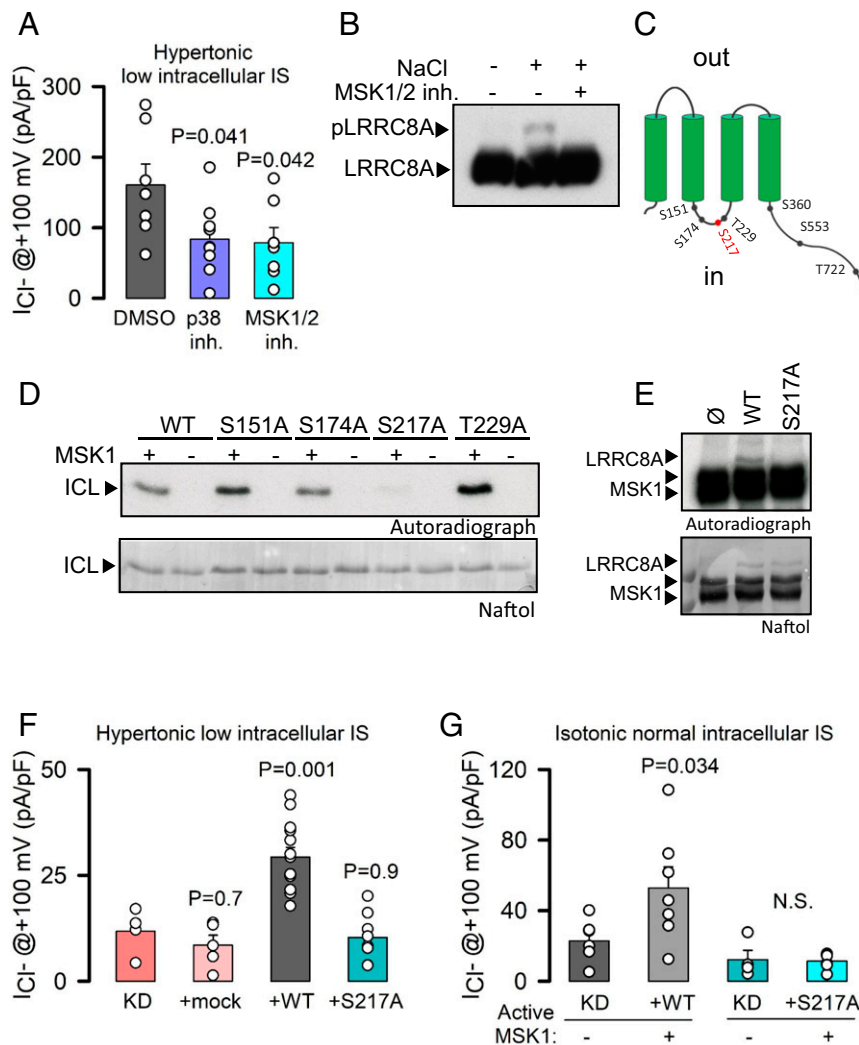 A
Hypertonic
low intracellular IS
ICl- @+100 mV (pA/pF)
300
200
100
0
P=0.041
P=0.042
DMSO
p38
inh.
MSK1/2
inh.
B
NaCl - + +
MSK1/2 inh. - - +
pLRRC8A
LRRC8A
C
out
S151
S174
S217
T229
S360
S553
T722
in
D
WT S151A S174A S217A T229A
MSK1 + - + - + - + - + -
ICL
Autoradiograph
ICL
Naftol
E
Ø WT S217A
LRRC8A
MSK1
Autoradiograph
LRRC8A
MSK1
Naftol
F
Hypertonic low intracellular IS
ICl- @+100 mV (pA/pF)
50
25
0
P=0.7
P=0.001
P=0.9
KD +mock +WT +S217A
G
Isotonic normal intracellular IS
ICl- @+100 mV (pA/pF)
120
80
40
0
P=0.034
N.S.
KD +WT KD +S217A
Active
MSK1: - + - +